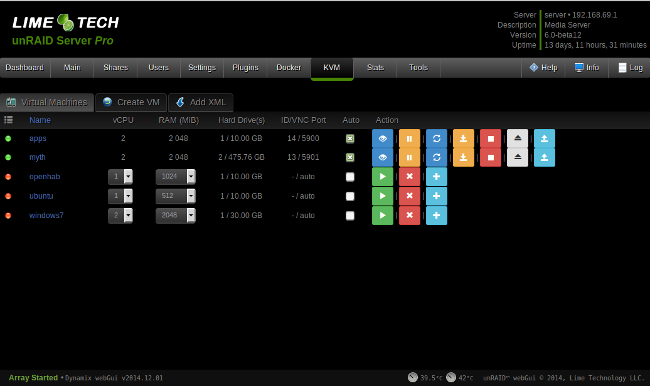 LIME TECH
unRAID Server Pro
Server server • 192.168.69.1
Description Media Server
Version 6.0-beta12
Uptime 13 days, 11 hours, 31 minutes
Dashboard Main Shares Users Settings Plugins Docker KVM Stats Tools Help Info Log
Virtual Machines Create VM Add XML
Name vCPU RAM (MiB) Hard Drive(s) ID/VNC Port Auto Action
apps 2 2 048 1 / 10.00 GB 14 / 5900
myth 2 2 048 2 / 475.76 GB 13 / 5901
openhab 1 1024 1 / 10.00 GB - / auto
ubuntu 1 512 1 / 10.00 GB - / auto
windows7 2 2048 1 / 30.00 GB - / auto
Array Started • Dynamix webGui v2014.12.01 39.5°C 42°C unRAID™ webGui © 2014, Lime Technology LLC.